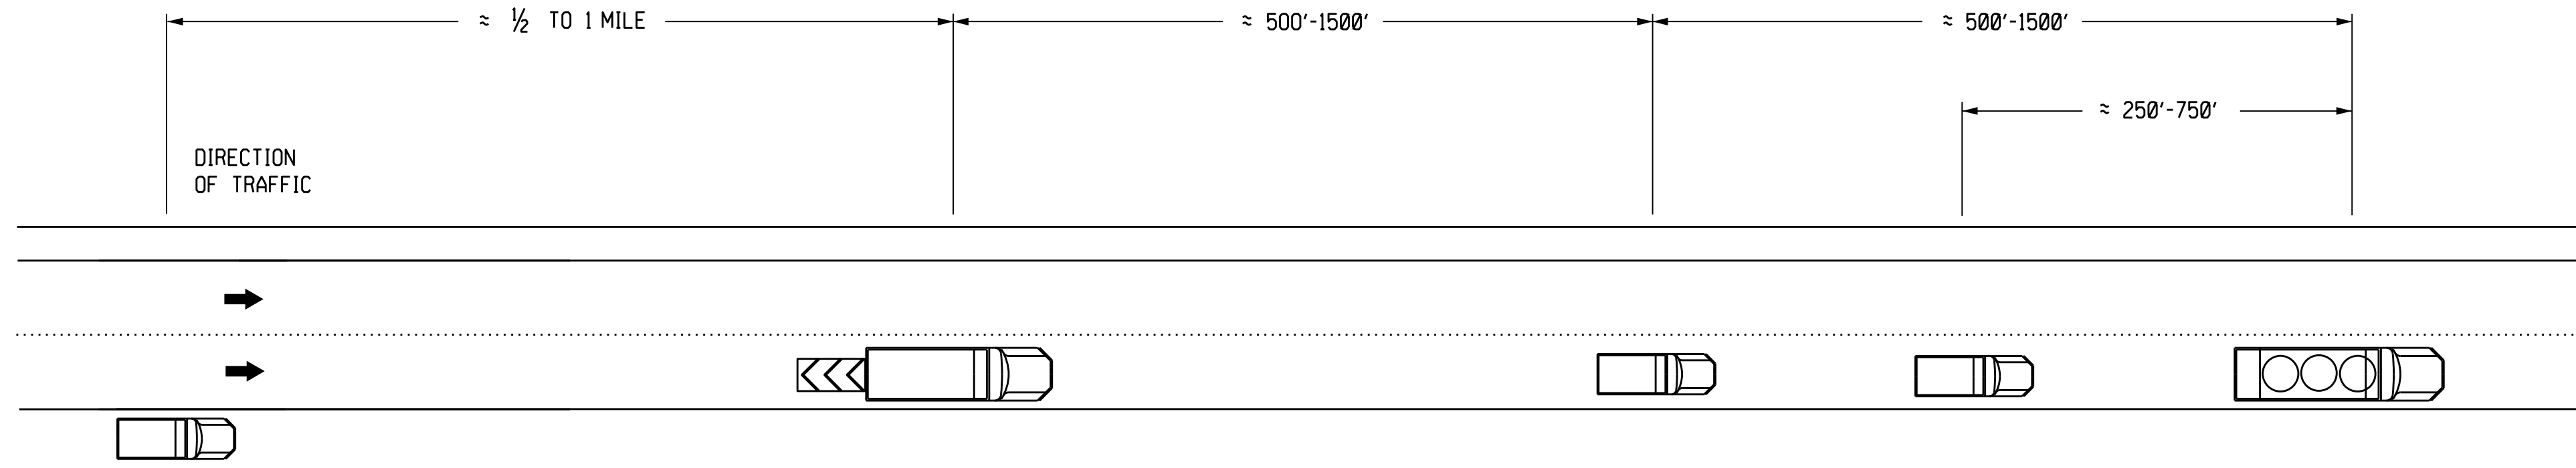 ≈ ½ TO 1 MILE
≈ 500'-1500'
≈ 500'-1500'
≈ 250'-750'
DIRECTION
OF TRAFFIC